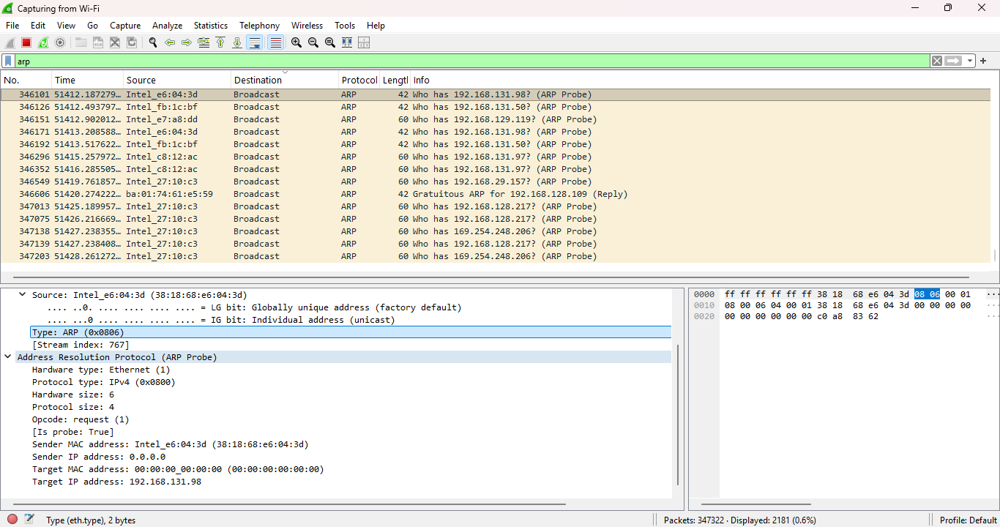 Capturing from Wi-Fi
File Edit View Go Capture Analyze Statistics Telephony Wireless Tools Help
arp
No. Time Source Destination Protocol Lengtl Info
346101 51412.187279… Intel_e6:04:3d Broadcast ARP 42 Who has 192.168.131.98? (ARP Probe)
346126 51412.493797… Intel_fb:1c:bf Broadcast ARP 42 Who has 192.168.131.50? (ARP Probe)
346151 51412.902012… Intel_e7:a8:dd Broadcast ARP 60 Who has 192.168.129.119? (ARP Probe)
346171 51413.208588… Intel_e6:04:3d Broadcast ARP 42 Who has 192.168.131.98? (ARP Probe)
346192 51413.517622… Intel_fb:1c:bf Broadcast ARP 42 Who has 192.168.131.50? (ARP Probe)
346296 51415.257972… Intel_c8:12:ac Broadcast ARP 60 Who has 192.168.131.97? (ARP Probe)
346352 51416.285505… Intel_c8:12:ac Broadcast ARP 60 Who has 192.168.131.97? (ARP Probe)
346549 51419.761857… Intel_27:10:c3 Broadcast ARP 60 Who has 192.168.29.157? (ARP Probe)
346606 51420.274222… ba:01:74:61:e5:59 Broadcast ARP 42 Gratuitous ARP for 192.168.128.109 (Reply)
347013 51425.189957… Intel_27:10:c3 Broadcast ARP 60 Who has 192.168.128.217? (ARP Probe)
347075 51426.216669… Intel_27:10:c3 Broadcast ARP 60 Who has 192.168.128.217? (ARP Probe)
347138 51427.238355… Intel_27:10:c3 Broadcast ARP 60 Who has 169.254.248.206? (ARP Probe)
347139 51427.238408… Intel_27:10:c3 Broadcast ARP 60 Who has 192.168.128.217? (ARP Probe)
347203 51428.261272… Intel_27:10:c3 Broadcast ARP 60 Who has 169.254.248.206? (ARP Probe)
Source: Intel_e6:04:3d (38:18:68:e6:04:3d)
.... ..0. .... .... .... .... = LG bit: Globally unique address (factory default)
.... ...0 .... .... .... .... = IG bit: Individual address (unicast)
Type: ARP (0x0806)
[Stream index: 767]
Address Resolution Protocol (ARP Probe)
Hardware type: Ethernet (1)
Protocol type: IPv4 (0x0800)
Hardware size: 6
Protocol size: 4
Opcode: request (1)
[Is probe: True]
Sender MAC address: Intel_e6:04:3d (38:18:68:e6:04:3d)
Sender IP address: 0.0.0.0
Target MAC address: 00:00:00_00:00:00 (00:00:00:00:00:00)
Target IP address: 192.168.131.98
0000 ff ff ff ff ff ff 38 18 68 e6 04 3d 08 06 00 01 ...
0010 08 00 06 04 00 01 38 18 68 e6 04 3d 00 00 00 00 ...
0020 00 00 00 00 00 00 c0 a8 83 62 ...
Type (eth.type), 2 bytes
Packets: 347322 · Displayed: 2181 (0.6%)
Profile: Default